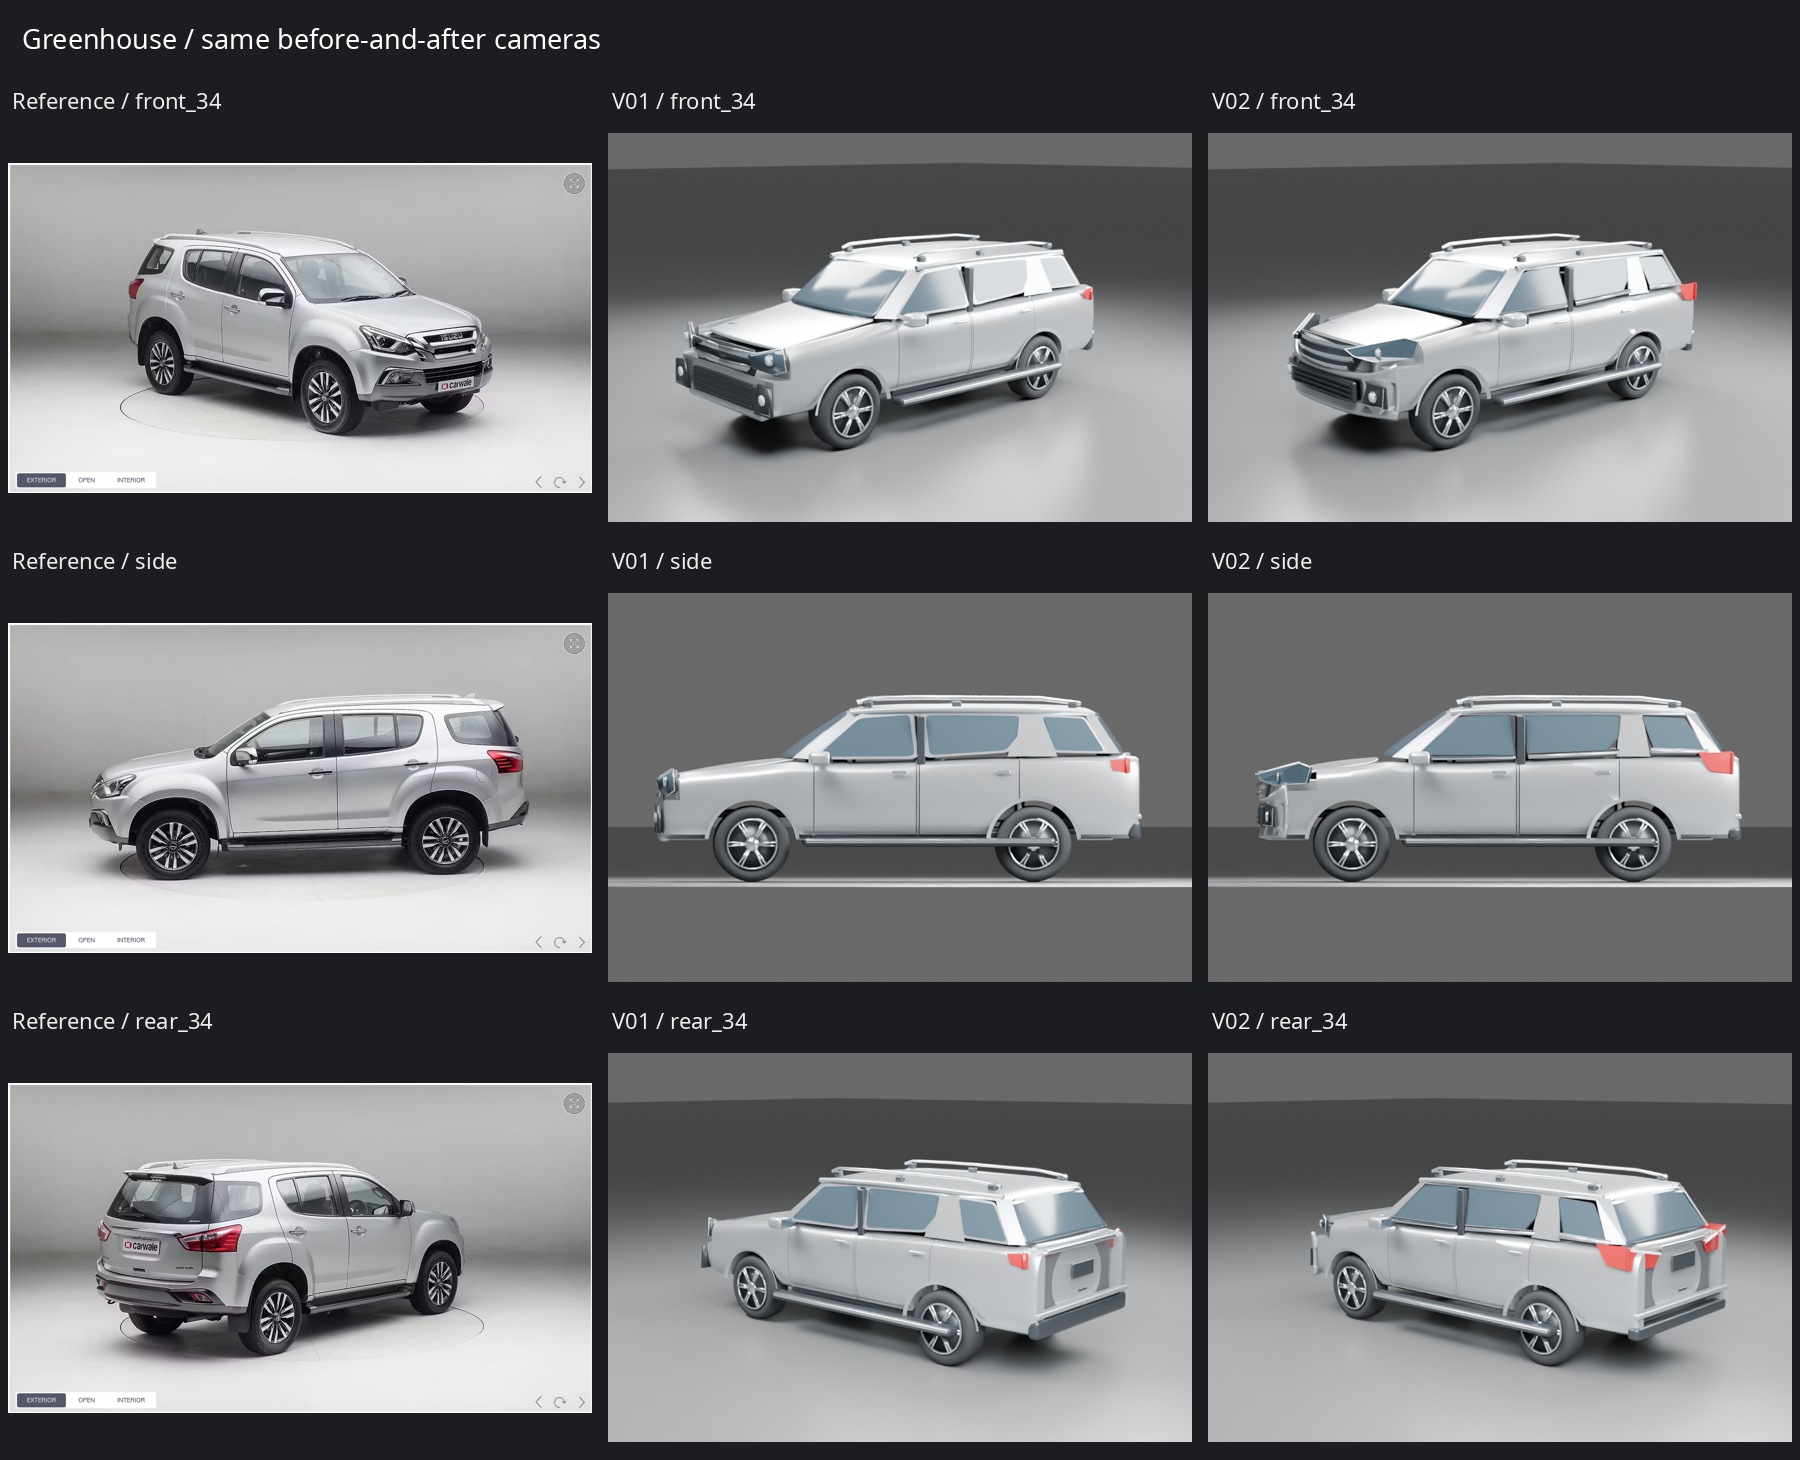 Greenhouse / same before-and-after cameras
Reference / front_34
V01 / front_34
V02 / front_34
ISUZU
carwale
EXTERIOR OPEN INTERIOR
Reference / side
V01 / side
V02 / side
EXTERIOR OPEN INTERIOR
Reference / rear_34
V01 / rear_34
V02 / rear_34
carwale
EXTERIOR OPEN INTERIOR